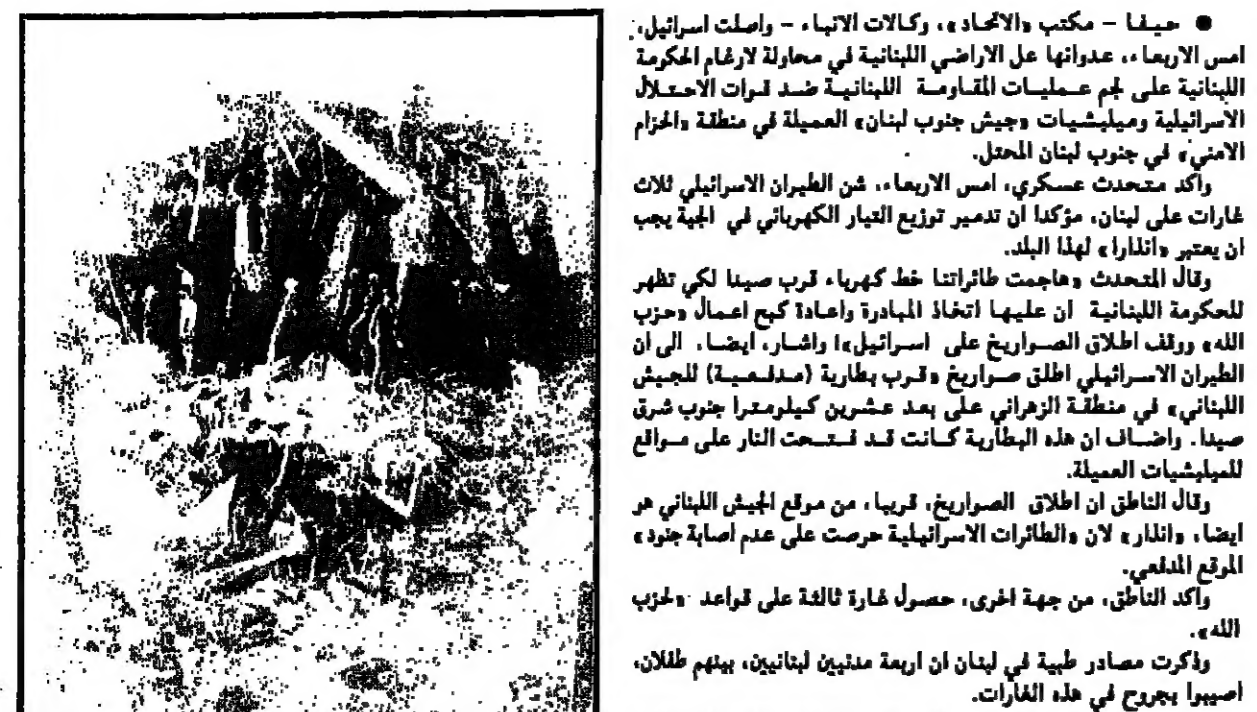 ● حيفا – مكتب «الاتحاد»، وكالات الانباء – واصلت اسرائيل،
امس الاربعاء، عدوانها عل الاراضي اللبنانية في محاولة لارغام الحكومة
اللبنانية على لجم عمليات المقاومة اللبنانية ضد قوات الاحتلال
الاسرائيلية وميليشيات «جيش جنوب لبنان» العميلة في منطقة «الحزام
الامني» في جنوب لبنان المحتل.
واكد متحدث عسكري، امس الاربعاء، شن الطيران الاسرائيلي ثلاث
غارات على لبنان، مؤكدا ان تدمير توزيع التيار الكهربائي في الجية يجب
ان يعتبر «انذارا» لهذا البلد.
وقال المتحدث «هاجمت طائراتنا خط كهرباء قرب صيدا لكي تظهر
للحكومة اللبنانية ان عليها اتخاذ المبادرة واعادة كبح اعمال «حزب
الله» ووقف اطلاق الصواريخ على اسرائيل»! واشار، ايضا، الى ان
الطيران الاسرائيلي اطلق صواريخ «قرب بطارية (مدفعية) للجيش
اللبناني» في منطقة الزهراني على بعد عشرين كيلومترا جنوب شرق
صيدا. واضاف ان هذه البطارية كانت قد فتحت النار على مواقع
للميليشيات العميلة.
وقال الناطق ان اطلاق الصواريخ، قريبا، من موقع الجيش اللبناني هو
ايضا، «انذار» لان «الطائرات الاسرائيلية حرصت على عدم اصابة جنود»
الموقع المدفعي.
واكد الناطق، من جهة اخرى، حصول غارة ثالثة على قواعد «لحزب
الله».
وذكرت مصادر طبية في لبنان ان اربعة مدنيين لبنانيين، بينهم طفلان،
اصيبوا بجروح في هذه الغارات.